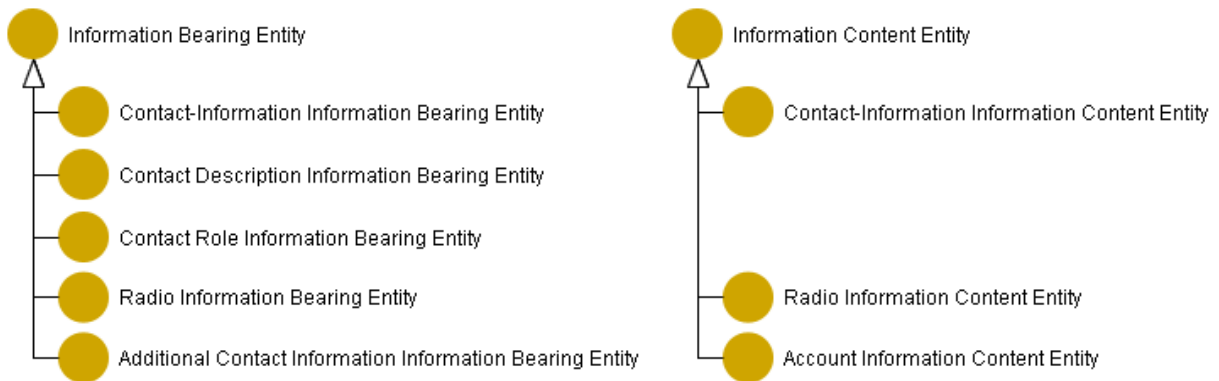 Information Bearing Entity
Contact-Information Information Bearing Entity
Contact Description Information Bearing Entity
Contact Role Information Bearing Entity
Radio Information Bearing Entity
Additional Contact Information Information Bearing Entity
Information Content Entity
Contact-Information Information Content Entity
Radio Information Content Entity
Account Information Content Entity